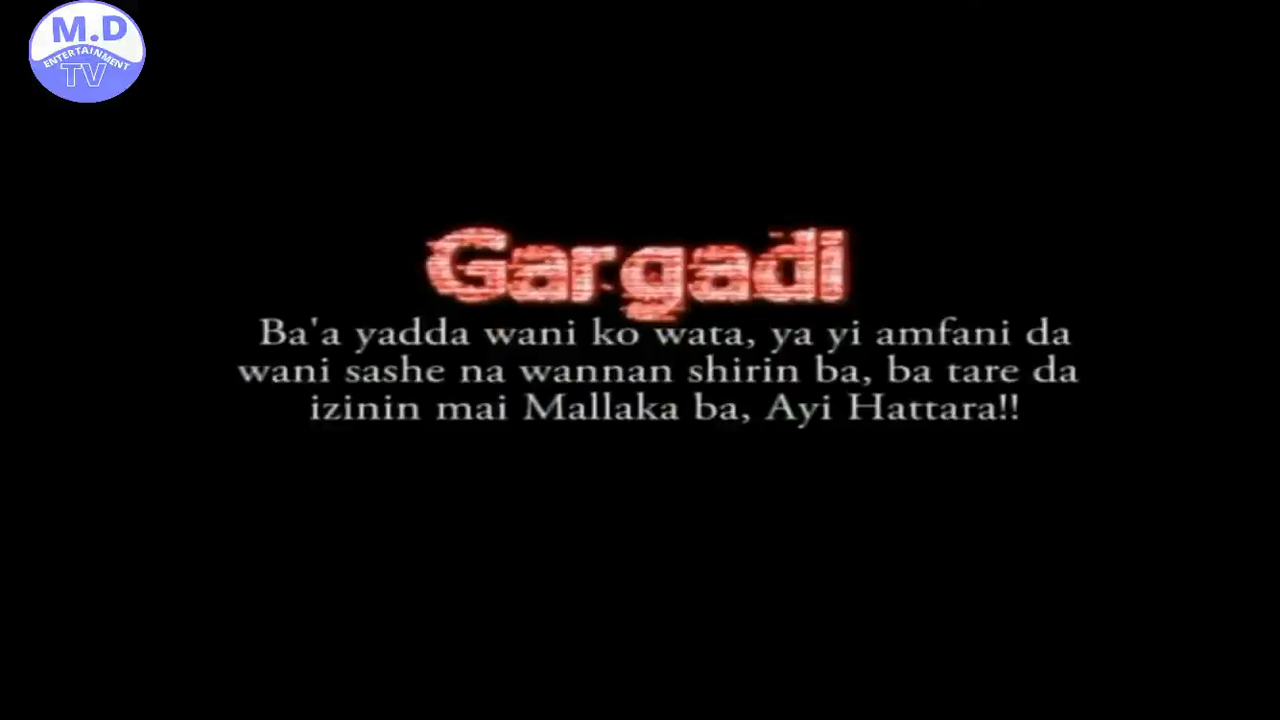 M.D
ENTERTAINMENT
TV
Gargadi
Ba'a yadda wani ko wata, ya yi amfani da
wani sashe na wannan shirin ba, ba tare da
izinin mai Mallaka ba, Ayi Hattara!!